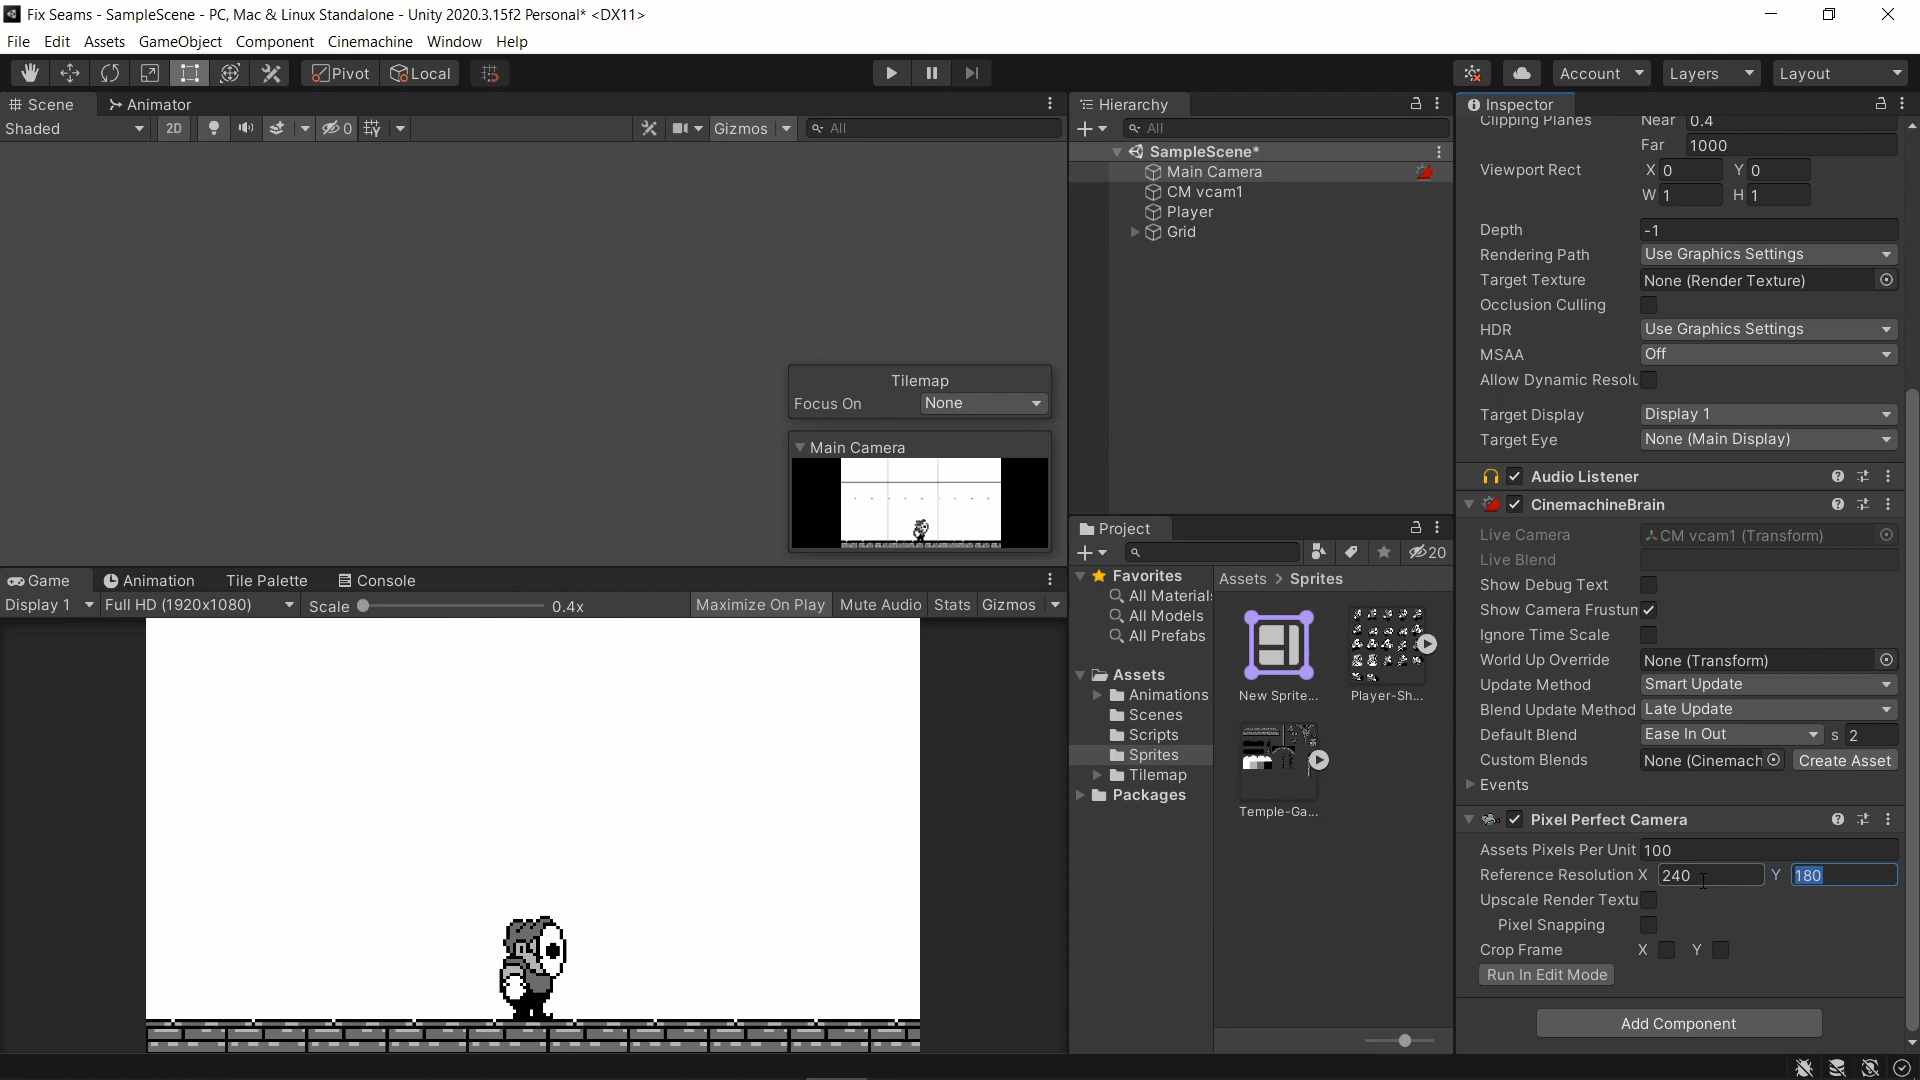 Fix Seams - SampleScene - PC, Mac & Linux Standalone - Unity 2020.3.15f2 Personal* <DX11>
File Edit Assets GameObject Component Cinemachine Window Help
Pivot Local Account Layers Layout
Scene Animator
Shaded 2D 0 Gizmos All
Tilemap
Focus On None
Main Camera
Game Animation Tile Palette Console
Display 1 Full HD (1920x1080) Scale 0.4x Maximize On Play Mute Audio Stats Gizmos
Hierarchy
All
SampleScene*
Main Camera
CM vcam1
Player
Grid
Project
20
Favorites
All Material
All Models
All Prefabs
Assets
Animations
Scenes
Scripts
Sprites
Tilemap
Packages
Assets > Sprites
New Sprite...
Player-Sh...
Temple-Ga...
Inspector
Clipping Planes Near 0.4
Far 1000
Viewport Rect X 0 Y 0
W 1 H 1
Depth -1
Rendering Path Use Graphics Settings
Target Texture None (Render Texture)
Occlusion Culling
HDR Use Graphics Settings
MSAA Off
Allow Dynamic Resolu
Target Display Display 1
Target Eye None (Main Display)
Audio Listener
CinemachineBrain
Live Camera CM vcam1 (Transform)
Live Blend
Show Debug Text
Show Camera Frustum
Ignore Time Scale
World Up Override None (Transform)
Update Method Smart Update
Blend Update Method Late Update
Default Blend Ease In Out s 2
Custom Blends None (Cinemach Create Asset
Events
Pixel Perfect Camera
Assets Pixels Per Unit 100
Reference Resolution X 240 Y 180
Upscale Render Textu
Pixel Snapping
Crop Frame X Y
Run In Edit Mode
Add Component